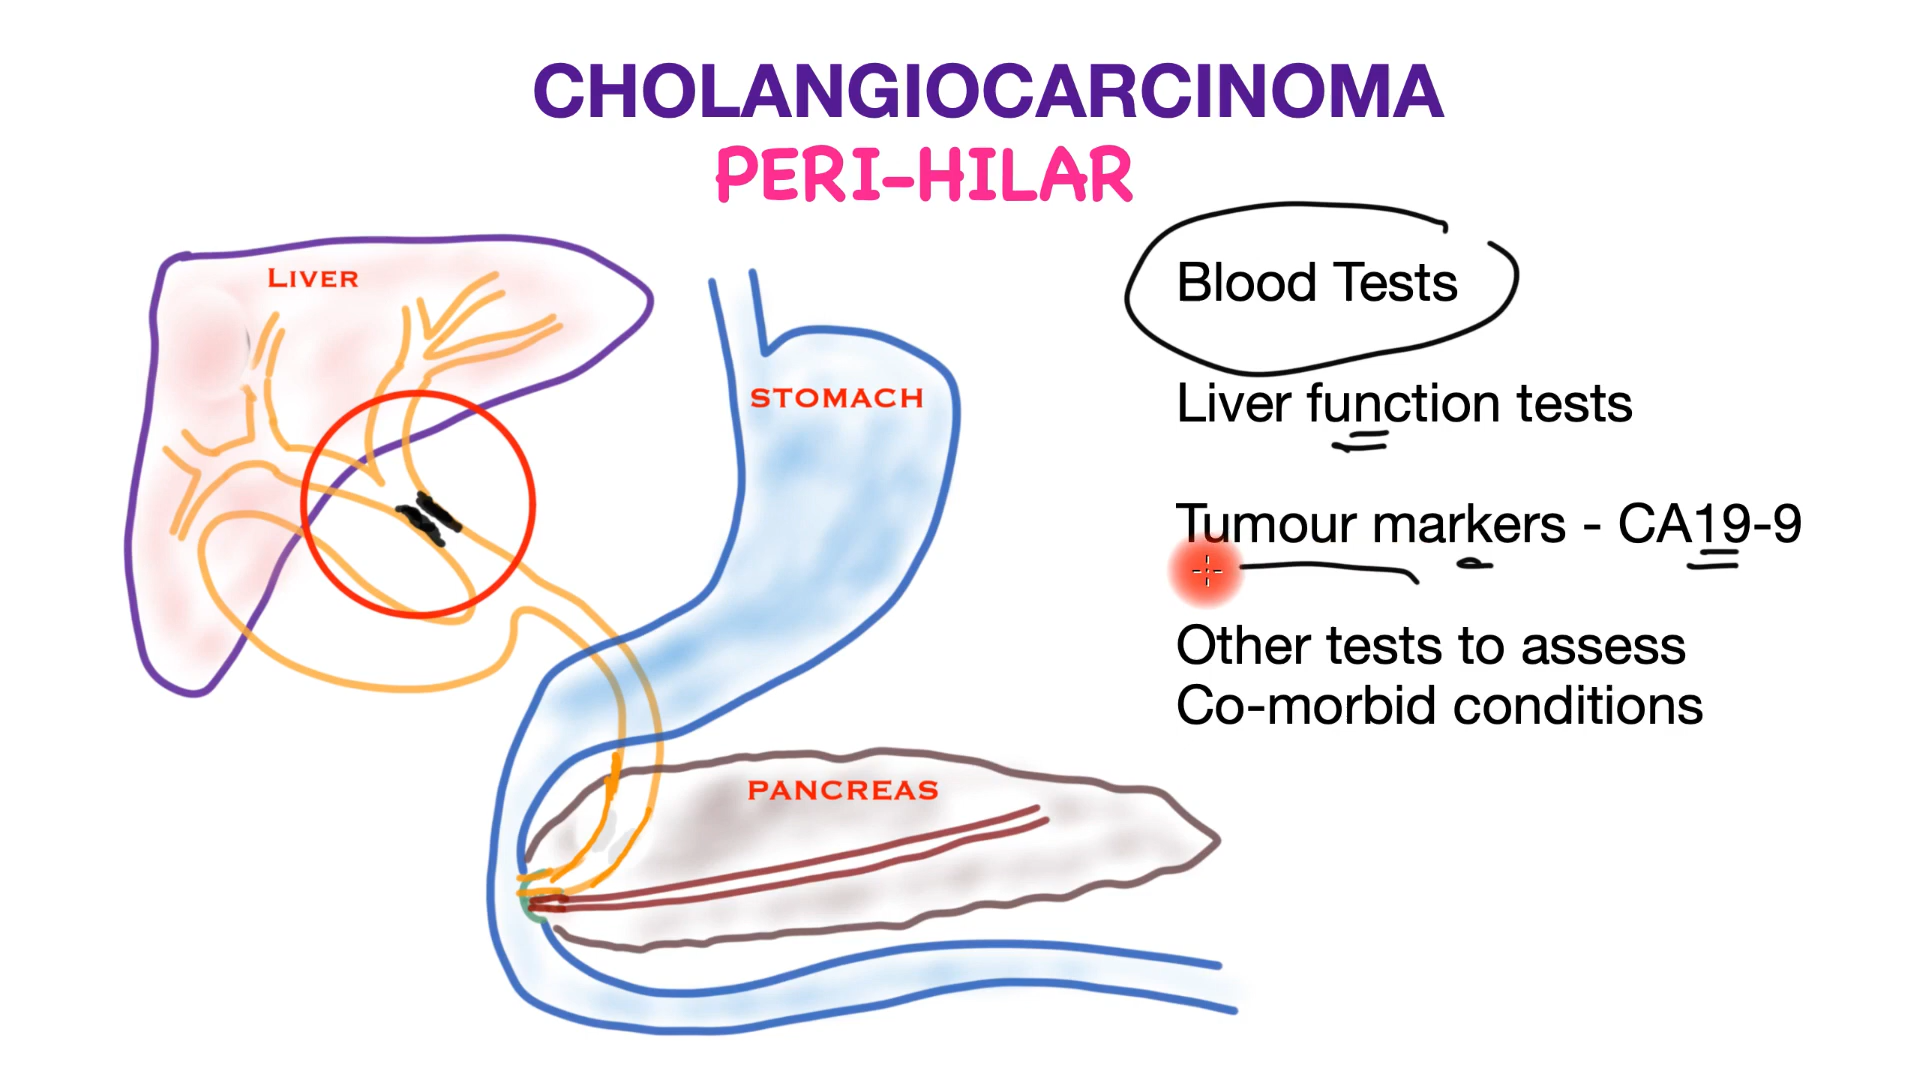 CHOLANGIOCARCINOMA
PERI-HILAR
LIVER
STOMACH
PANCREAS
Blood Tests
Liver function tests
Tumour markers - CA19-9
Other tests to assess
Co-morbid conditions